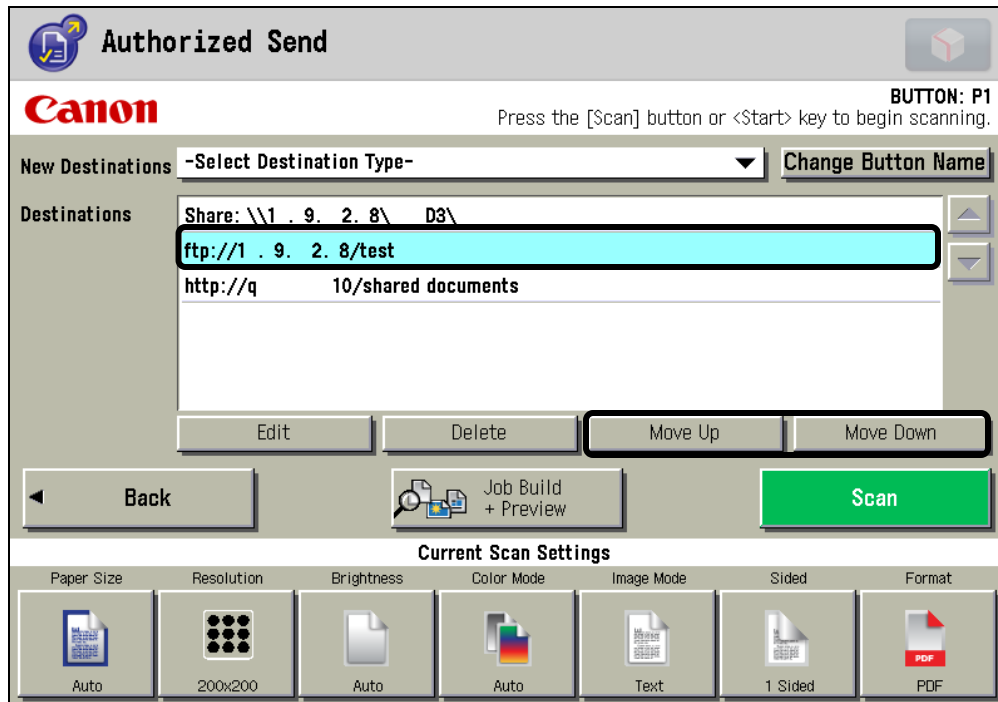 Authorized Send
Canon
BUTTON: P1
Press the [Scan] button or <Start> key to begin scanning.
New Destinations
-Select Destination Type-
Change Button Name
Destinations
Share: \\1 . 9. 2. 8\ D3\
ftp://1 . 9. 2. 8/test
http://q 10/shared documents
Edit
Delete
Move Up
Move Down
Back
Job Build
+ Preview
Scan
Current Scan Settings
Paper Size
Resolution
Brightness
Color Mode
Image Mode
Sided
Format
PDF
Auto
200x200
Auto
Auto
Text
1 Sided
PDF